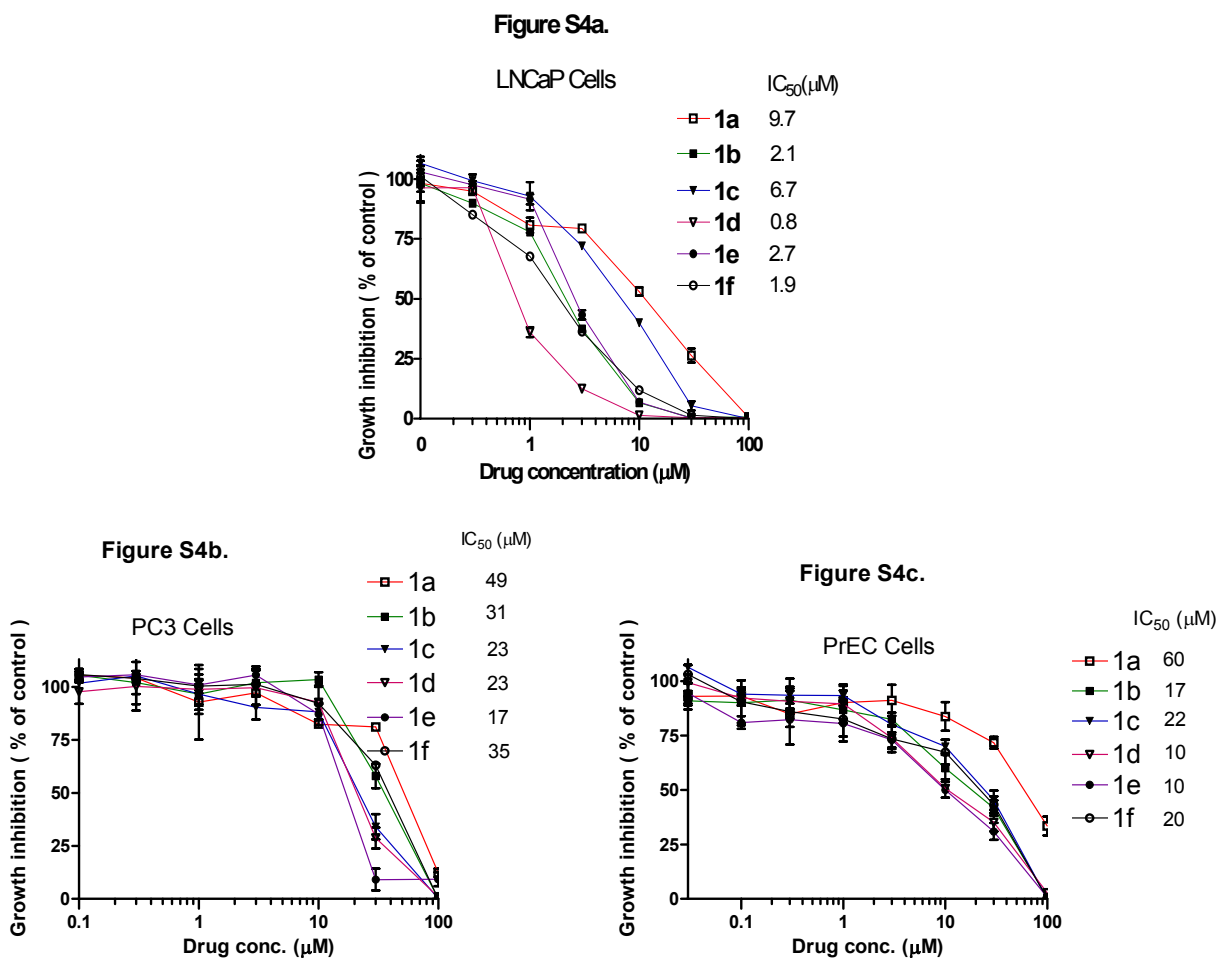 Figure S4a.
LNCaP Cells
IC50(μM)
1a 9.7
1b 2.1
1c 6.7
1d 0.8
1e 2.7
1f 1.9
Growth inhibition ( % of control )
100
75
50
25
0
0 1 10 100
Drug concentration (μM)
Figure S4b.
PC3 Cells
IC50 (μM)
1a 49
1b 31
1c 23
1d 23
1e 17
1f 35
Growth inhibition ( % of control)
100
75
50
25
0
0.1 1 10 100
Drug conc. (μM)
Figure S4c.
PrEC Cells
IC50 (μM)
1a 60
1b 17
1c 22
1d 10
1e 10
1f 20
Growth inhibition ( % of control)
100
75
50
25
0
0.1 1 10 100
Drug conc. (μM)